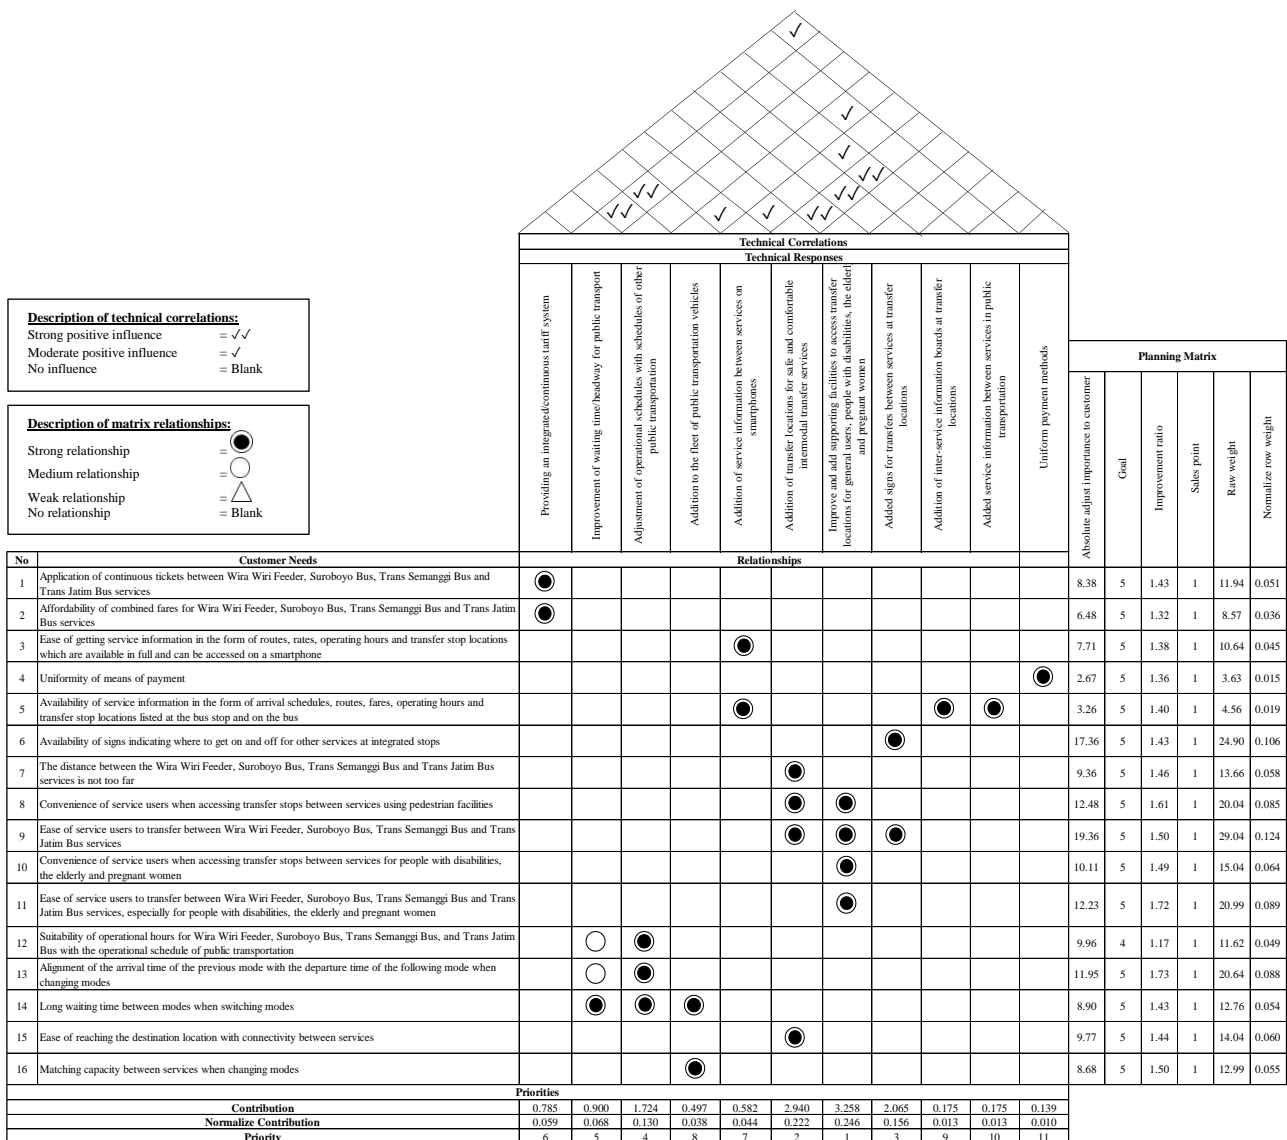 Technical Correlations
Technical Responses
Description of technical correlations:
Strong positive influence = ✓✓
Moderate positive influence = ✓
No influence = Blank
Description of matrix relationships:
Strong relationship =
Medium relationship =
Weak relationship =
No relationship = Blank
Providing an integrated/continuous tariff system
Improvement of waiting time/headway for public transport
Adjustment of operational schedules with schedules of other
public transportation
Addition to the fleet of public transportation vehicles
Addition of service information between services on
smartphones
Addition of transfer locations for safe and comfortable
intermodal transfer services
Improve and add supporting facilities to access transfer
locations for general users, people with disabilities, the elderl
and pregnant women
Added signs for transfers between services at transfer
locations
Addition of inter-service information boards at transfer
locations
Added service information between services in public
transportation
Uniform payment methods
Planning Matrix
Absolute adjust importance to customer
Goal
Improvement ratio
Sales point
Raw weight
Normalize row weight
No Customer Needs Relationships
1 Application of continuous tickets between Wira Wiri Feeder, Suroboyo Bus, Trans Semanggi Bus and
Trans Jatim Bus services
8.38 5 1.43 1 11.94 0.051
2 Affordability of combined fares for Wira Wiri Feeder, Suroboyo Bus, Trans Semanggi Bus and Trans Jatim
Bus services
6.48 5 1.32 1 8.57 0.036
3 Ease of getting service information in the form of routes, rates, operating hours and transfer stop locations
which are available in full and can be accessed on a smartphone
7.71 5 1.38 1 10.64 0.045
4 Uniformity of means of payment
2.67 5 1.36 1 3.63 0.015
5 Availability of service information in the form of arrival schedules, routes, fares, operating hours and
transfer stop locations listed at the bus stop and on the bus
3.26 5 1.40 1 4.56 0.019
6 Availability of signs indicating where to get on and off for other services at integrated stops
17.36 5 1.43 1 24.90 0.106
7 The distance between the Wira Wiri Feeder, Suroboyo Bus, Trans Semanggi Bus and Trans Jatim Bus
services is not too far
9.36 5 1.46 1 13.66 0.058
8 Convenience of service users when accessing transfer stops between services using pedestrian facilities
12.48 5 1.61 1 20.04 0.085
9 Ease of service users to transfer between Wira Wiri Feeder, Suroboyo Bus, Trans Semanggi Bus and Trans
Jatim Bus services
19.36 5 1.50 1 29.04 0.124
10 Convenience of service users when accessing transfer stops between services for people with disabilities,
the elderly and pregnant women
10.11 5 1.49 1 15.04 0.064
11 Ease of service users to transfer between Wira Wiri Feeder, Suroboyo Bus, Trans Semanggi Bus and Trans
Jatim Bus services, especially for people with disabilities, the elderly and pregnant women
12.23 5 1.72 1 20.99 0.089
12 Suitability of operational hours for Wira Wiri Feeder, Suroboyo Bus, Trans Semanggi Bus, and Trans Jatim
Bus with the operational schedule of public transportation
9.96 4 1.17 1 11.62 0.049
13 Alignment of the arrival time of the previous mode with the departure time of the following mode when
changing modes
11.95 5 1.73 1 20.64 0.088
14 Long waiting time between modes when switching modes
8.90 5 1.43 1 12.76 0.054
15 Ease of reaching the destination location with connectivity between services
9.77 5 1.44 1 14.04 0.060
16 Matching capacity between services when changing modes
8.68 5 1.50 1 12.99 0.055
Priorities
Contribution 0.785 0.900 1.724 0.497 0.582 2.940 3.258 2.065 0.175 0.175 0.139
Normalize Contribution 0.059 0.068 0.130 0.038 0.044 0.222 0.246 0.156 0.013 0.013 0.010
Priority 6 5 4 8 7 2 1 3 9 10 11